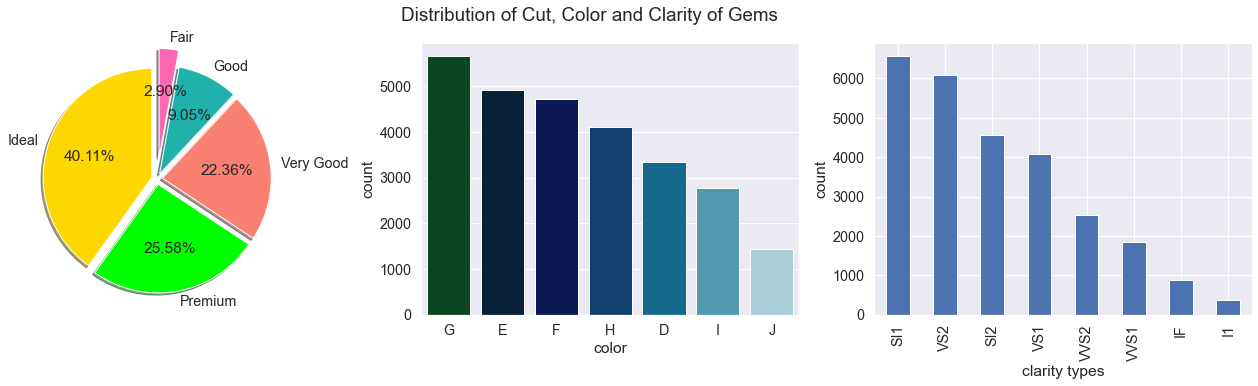 Distribution of Cut, Color and Clarity of Gems
Fair
Good
Ideal
Very Good
Premium
2.90%
9.05%
40.11%
22.36%
25.58%
count
5000
4000
3000
2000
1000
0
G E F H D I J
color
count
6000
5000
4000
3000
2000
1000
0
SI1 VS2 SI2 VS1 VVS2 VVS1 IF I1
clarity types